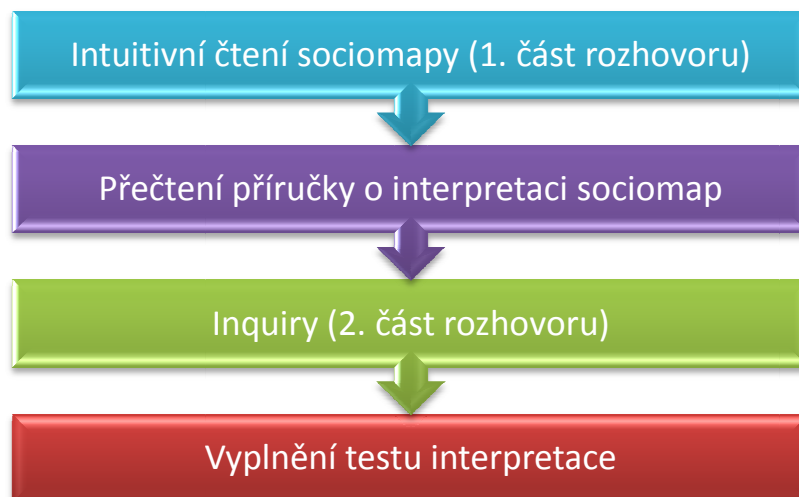 Intuitivní čtení sociomapy (1. část rozhovoru)
Přečtení příručky o interpretaci sociomap
Inquiry (2. část rozhovoru)
Vyplnění testu interpretace